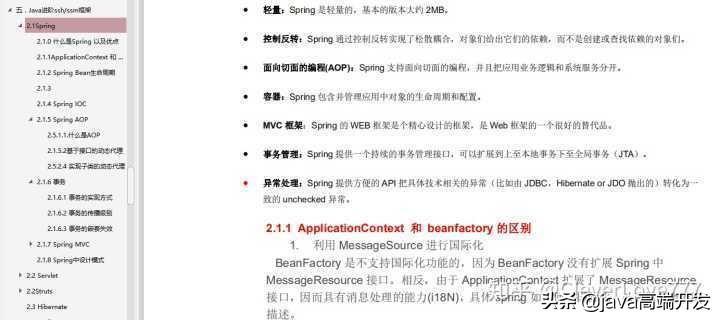 五．Java进阶ssh/ssm框架
2.1Spring
2.1.0 什么是Spring 以及优点
2.1.1ApplicationContext 和 ...
2.1.2 Spring Bean生命周期
2.1.3
2.1.4 Spring IOC
2.1.5 Spring AOP
2.5.1.1.什么是AOP
2.1.5.2基于接口的动态代理
2.5.2.4 实现子类的动态代理
2.1.6 事务
2.1.6.1 事务的实现方式
2.1.6.2 事务的传播级别
2.1.6.3 事务的嵌套失效
2.1.7 Spring MVC
2.1.8 Spring中设计模式
2.2 Servlet
2.2Struts
2.3 Hibernate
轻量：Spring 是轻量的，基本的版本大约 2MB。
控制反转：Spring 通过控制反转实现了松散耦合，对象们给出它们的依赖，而不是创建或查找依赖的对象们。
面向切面的编程(AOP)：Spring 支持面向切面的编程，并且把应用业务逻辑和系统服务分开。
容器：Spring 包含并管理应用中对象的生命周期和配置。
MVC 框架：Spring 的 WEB 框架是个精心设计的框架，是 Web 框架的一个很好的替代品。
事务管理：Spring 提供一个持续的事务管理接口，可以扩展到上至本地事务下至全局事务（JTA）。
异常处理：Spring 提供方便的 API 把具体技术相关的异常（比如由 JDBC，Hibernate or JDO 抛出的）转化为一
致的 unchecked 异常。
2.1.1 ApplicationContext 和 beanfactory 的区别
1. 利用 MessageSource 进行国际化
BeanFactory 是不支持国际化功能的，因为 BeanFactory 没有扩展 Spring 中
MessageResource 接口。相反，由于 ApplicationContext 扩展了 MessageResource
接口，因而具有消息处理的能力(i18N)，具体 spring 如
描述。
知乎 @CleverLove777
头条 @java高端开发